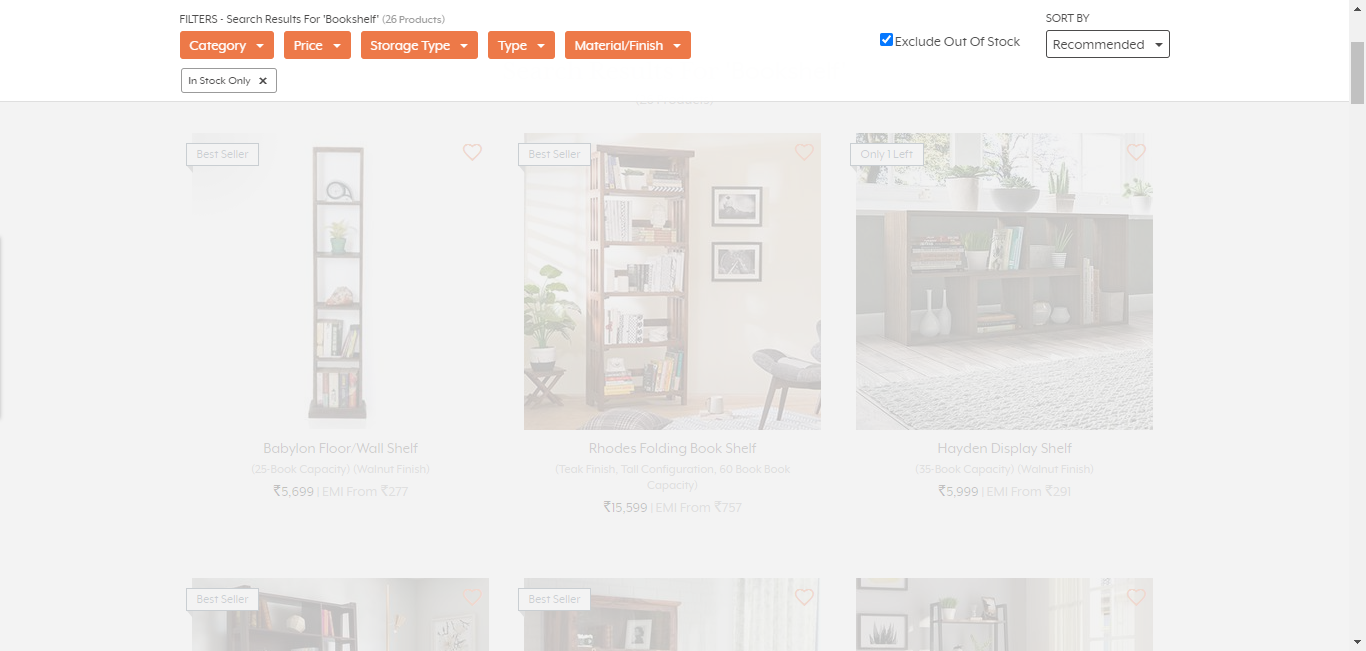 FILTERS - Search Results For 'Bookshelf' (26 Products)
SORT BY
Category
Price
Storage Type
Type
Material/Finish
Exclude Out Of Stock
Recommended
In Stock Only ✕
Best Seller
Best Seller
Only 1 Left
Babylon Floor/Wall Shelf
(25-Book Capacity) (Walnut Finish)
₹5,699 | EMI From ₹277
Rhodes Folding Book Shelf
(Teak Finish, Tall Configuration, 60 Book Book
Capacity)
₹15,599 | EMI From ₹757
Hayden Display Shelf
(35-Book Capacity) (Walnut Finish)
₹5,999 | EMI From ₹291
Best Seller
Best Seller